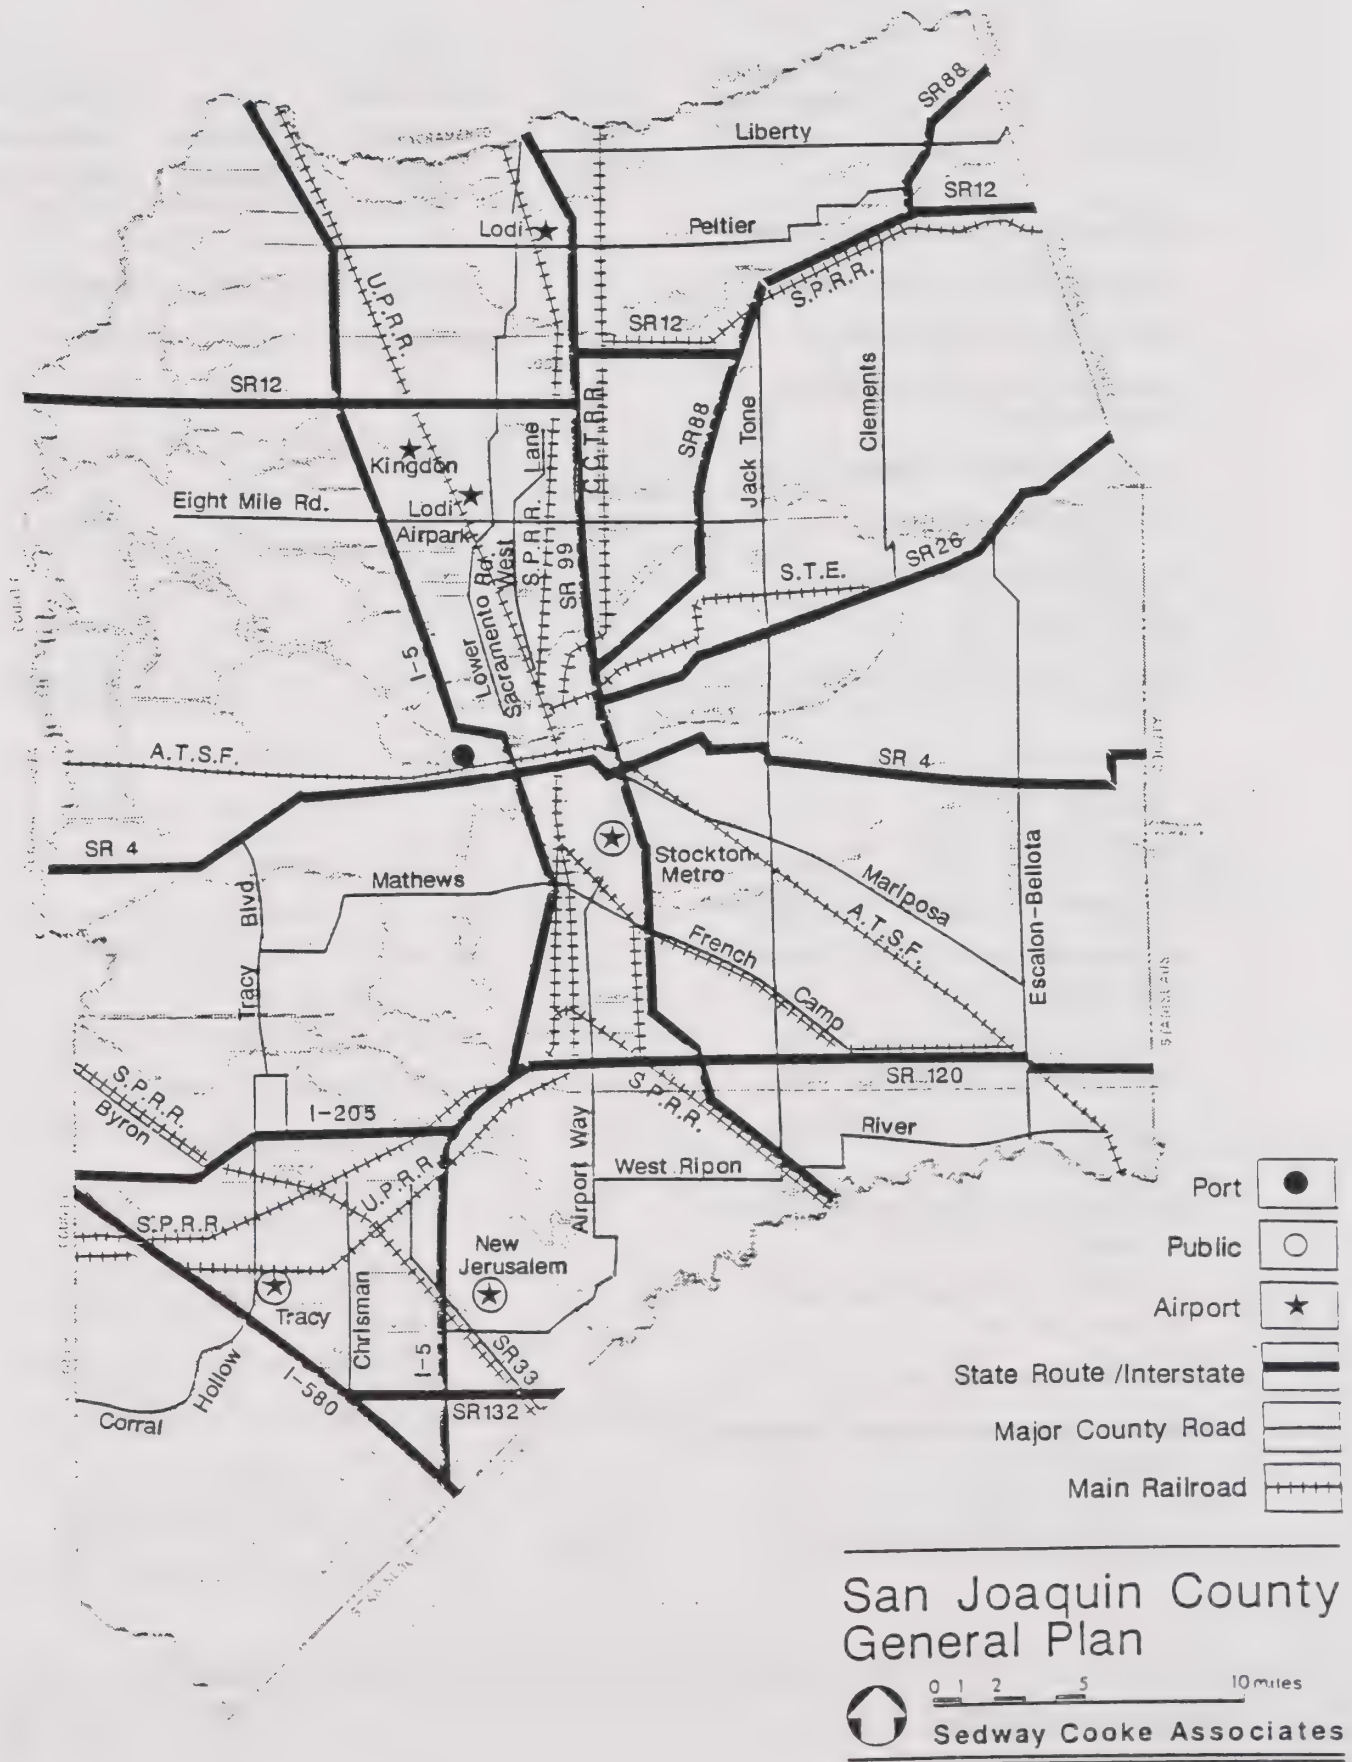 SR88
SACRAMENTO
Liberty
SR12
Lodi
Peltier
U.P.R.R.
S.P.R.R.
SR12
SR12
Clements
Jack Tone
SR88
C.C.T.R.R.
Lane
West
Kingdon
Eight Mile Rd.
Lodi
Airpark
S.P.R.R.
SR 99
SR26
S.T.E.
Lower
Sacramento Rd.
I-5
A.T.S.F.
SR 4
SR 4
Stockton
Metro
Mathews
Mariposa
A.T.S.F.
Escalon-Bellota
Tracy Blvd.
French
Camp
STANISLAUS
S.P.R.R.
Byron
I-205
SR 120
S.P.R.R.
River
Airport Way
West Ripon
U.P.R.R.
S.P.R.R.
New
Jerusalem
Tracy
Chrisman
I-5
SR33
Hollow
I-580
Corral
SR132
Port
Public
Airport
State Route /Interstate
Major County Road
Main Railroad
San Joaquin County
General Plan
0 1 2 5 10 miles
Sedway Cooke Associates